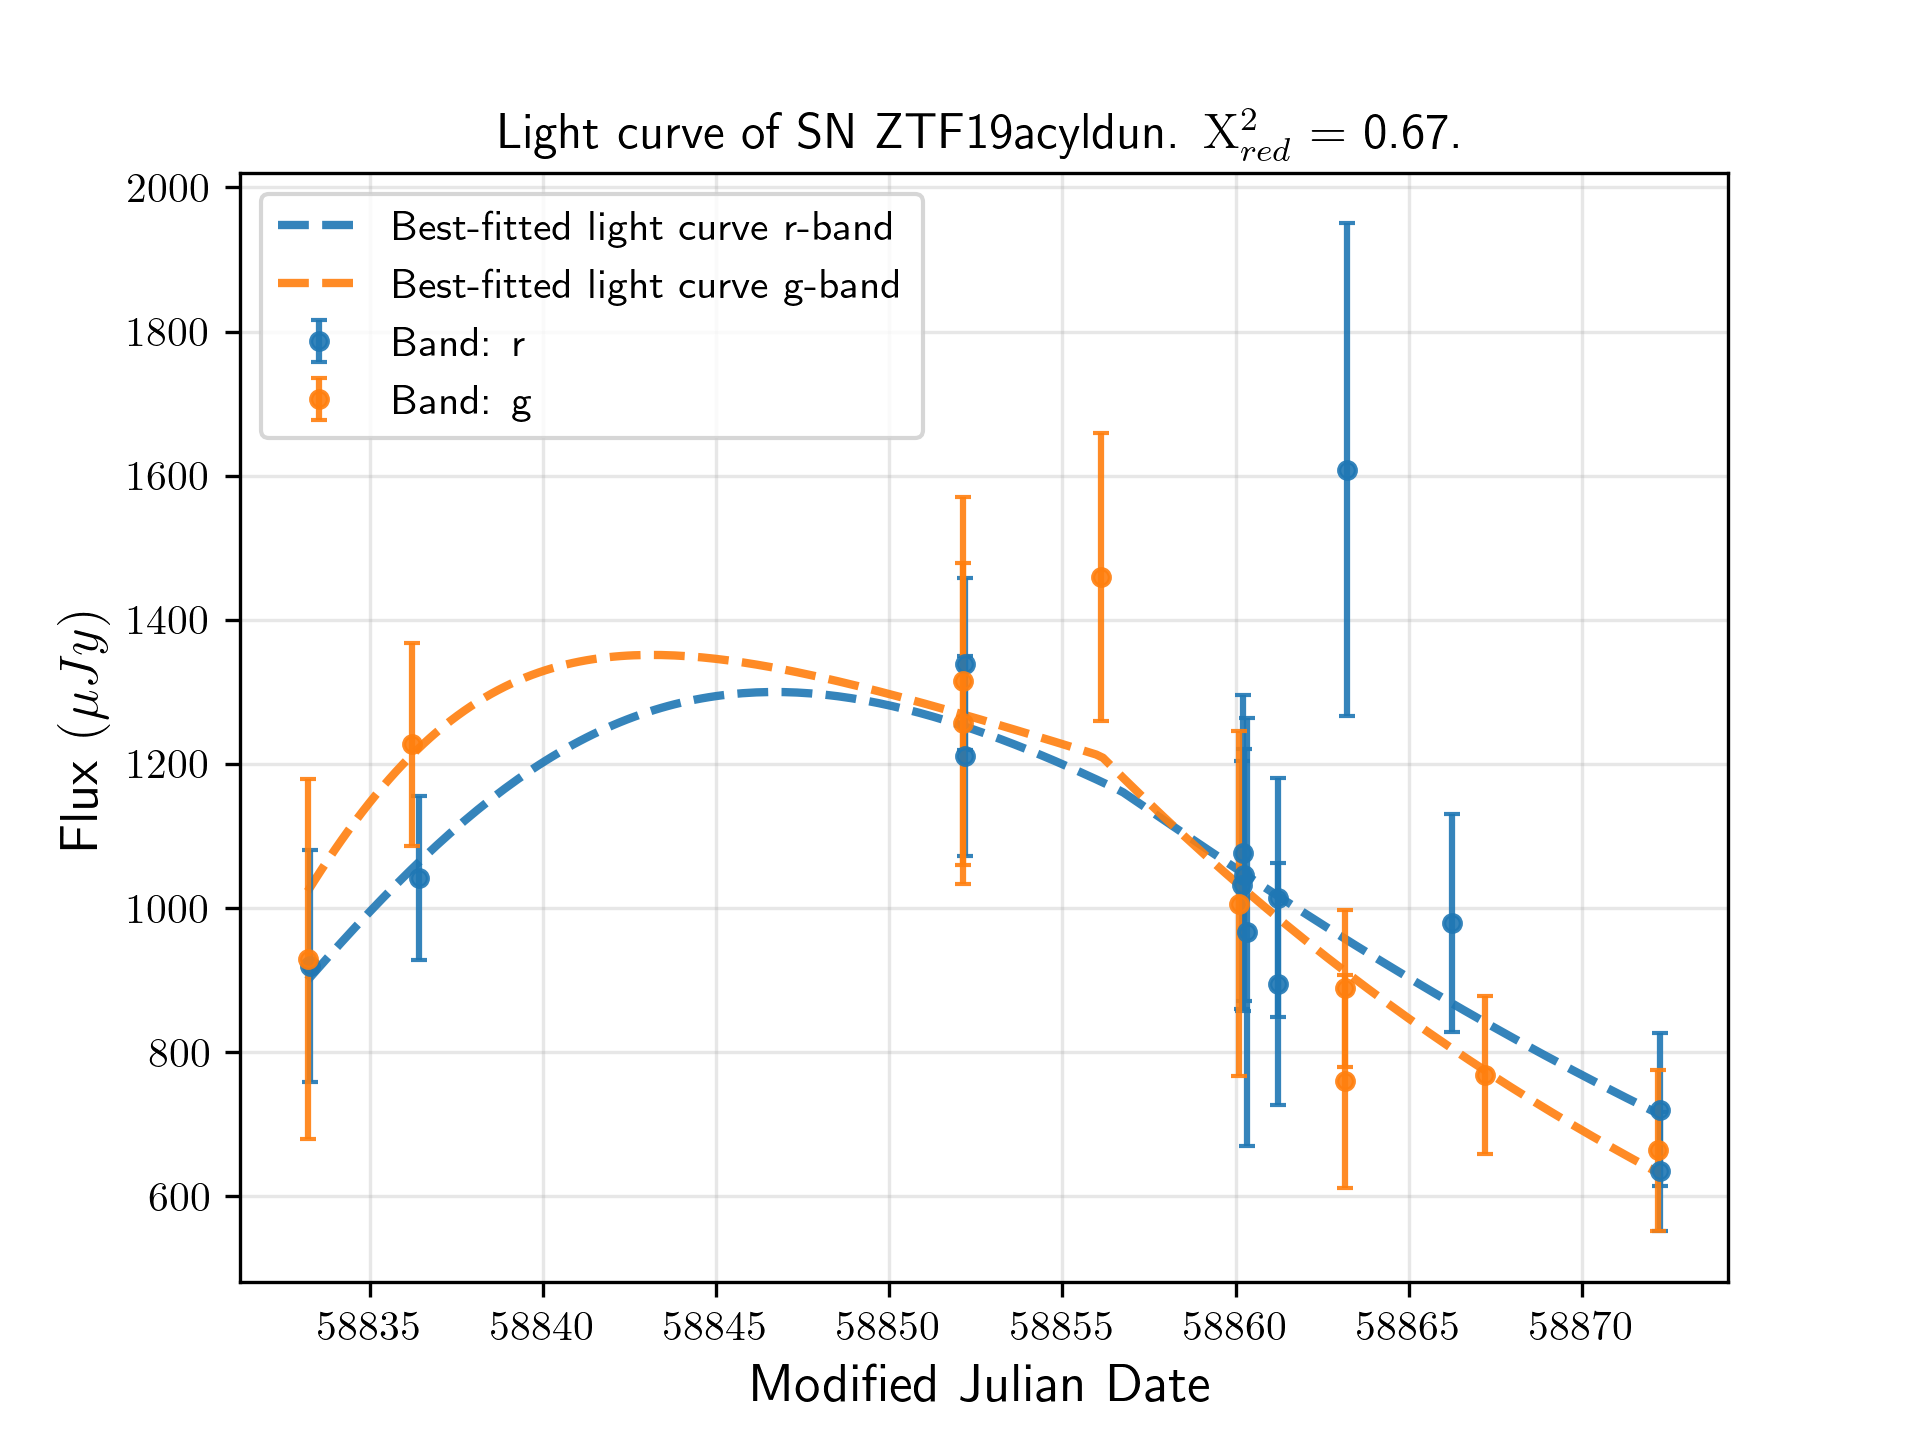 Light curve of SN ZTF19acyldun. X²_red = 0.67.
2000
1800
1600
1400
1200
1000
800
600
Flux (μJy)
Best-fitted light curve r-band
Best-fitted light curve g-band
Band: r
Band: g
58835 58840 58845 58850 58855 58860 58865 58870
Modified Julian Date